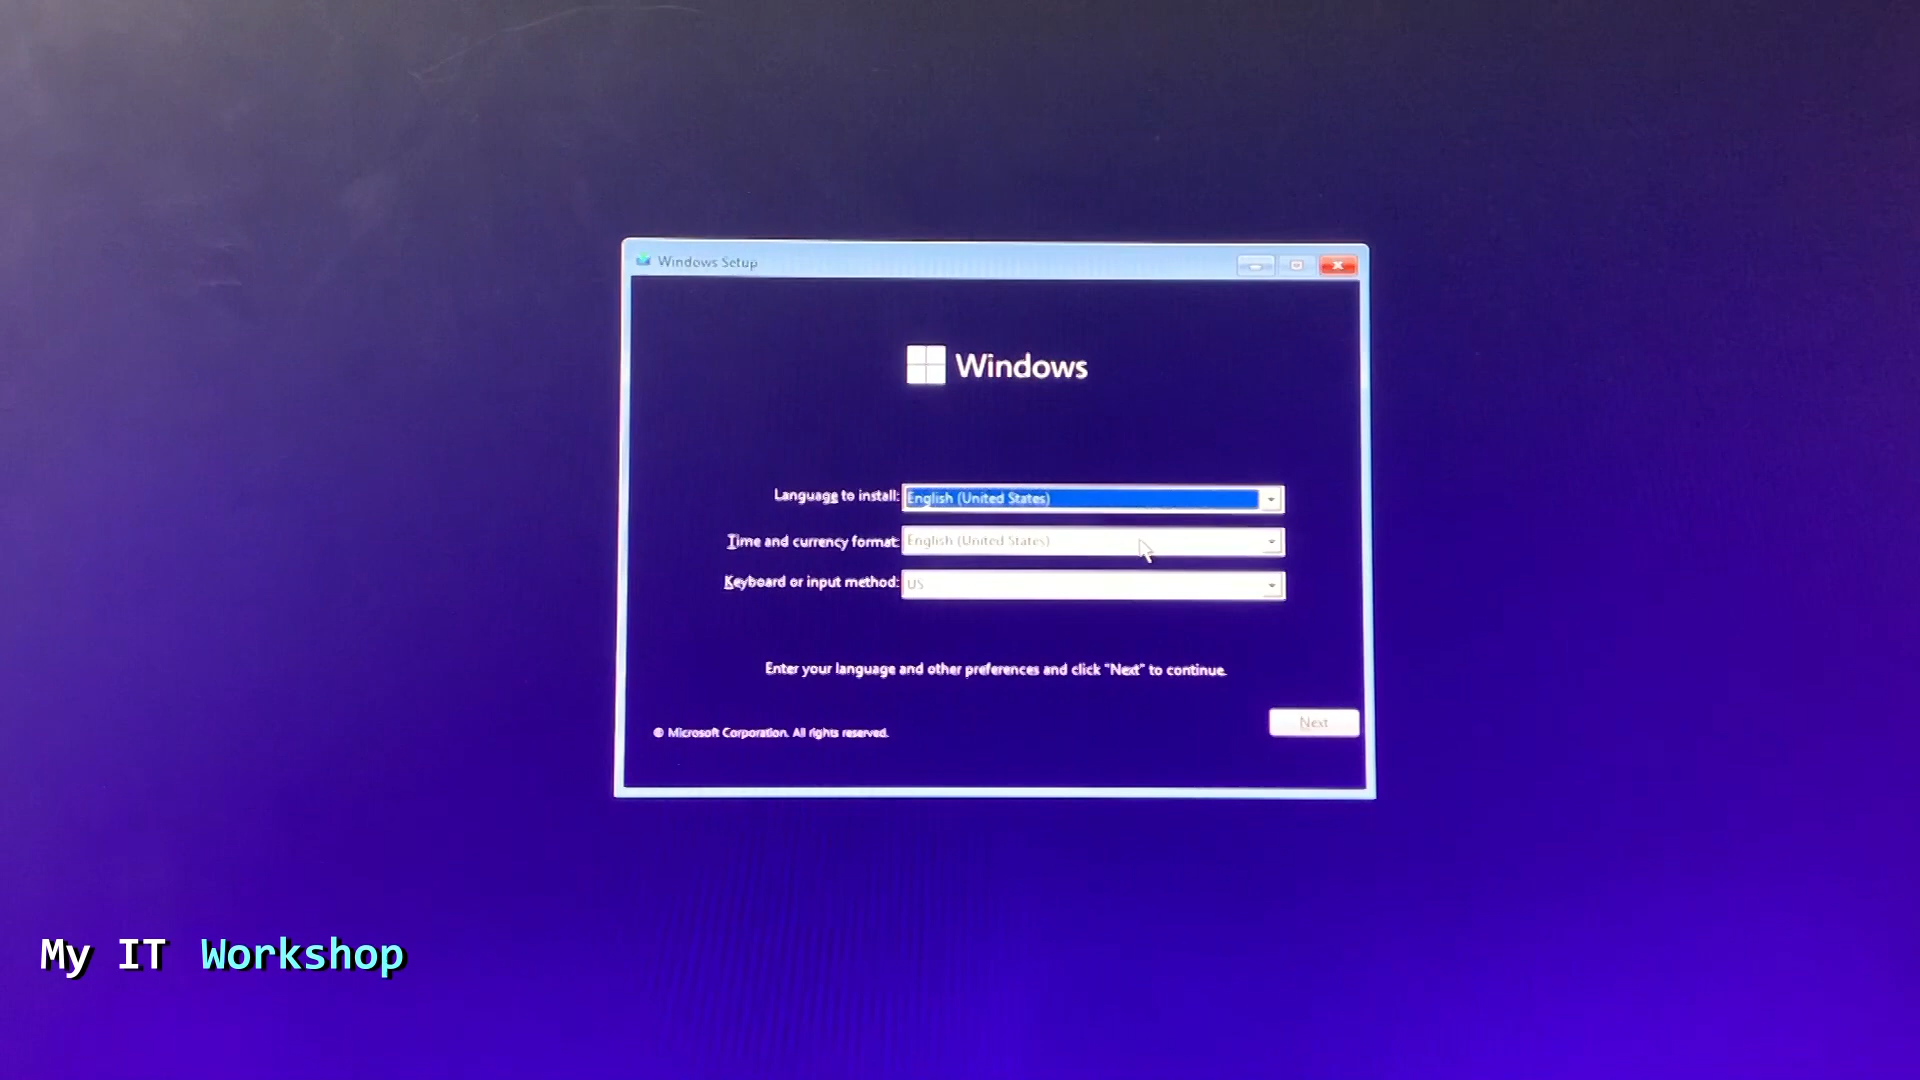 Windows Setup
Windows
Language to install: English (United States)
Time and currency format: English (United States)
Keyboard or input method: US
Enter your language and other preferences and click "Next" to continue.
Next
© Microsoft Corporation. All rights reserved.
My IT Workshop